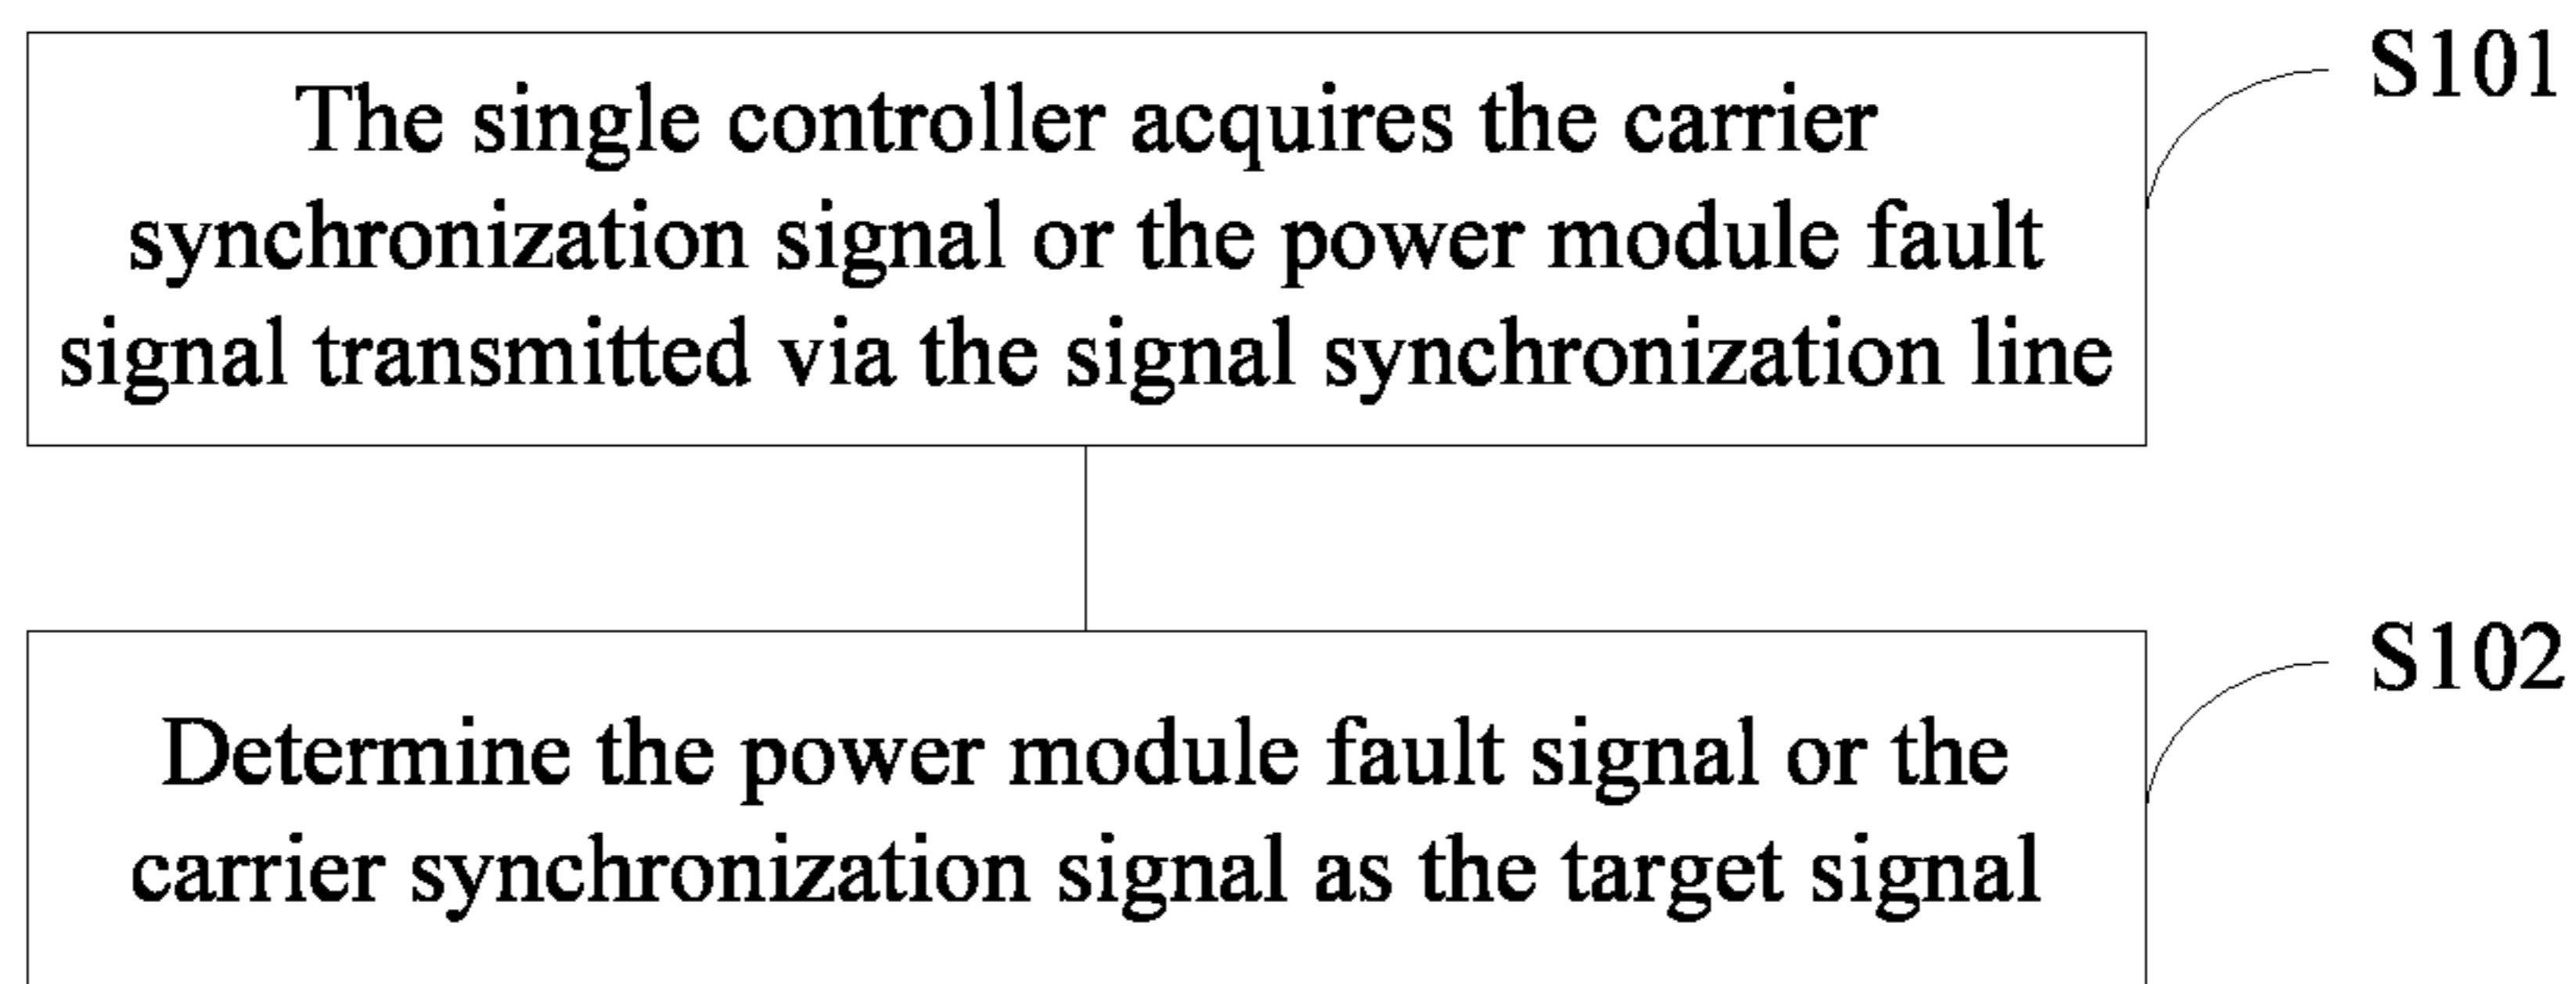 The single controller acquires the carrier
synchronization signal or the power module fault
signal transmitted via the signal synchronization line
S101
Determine the power module fault signal or the
carrier synchronization signal as the target signal
S102